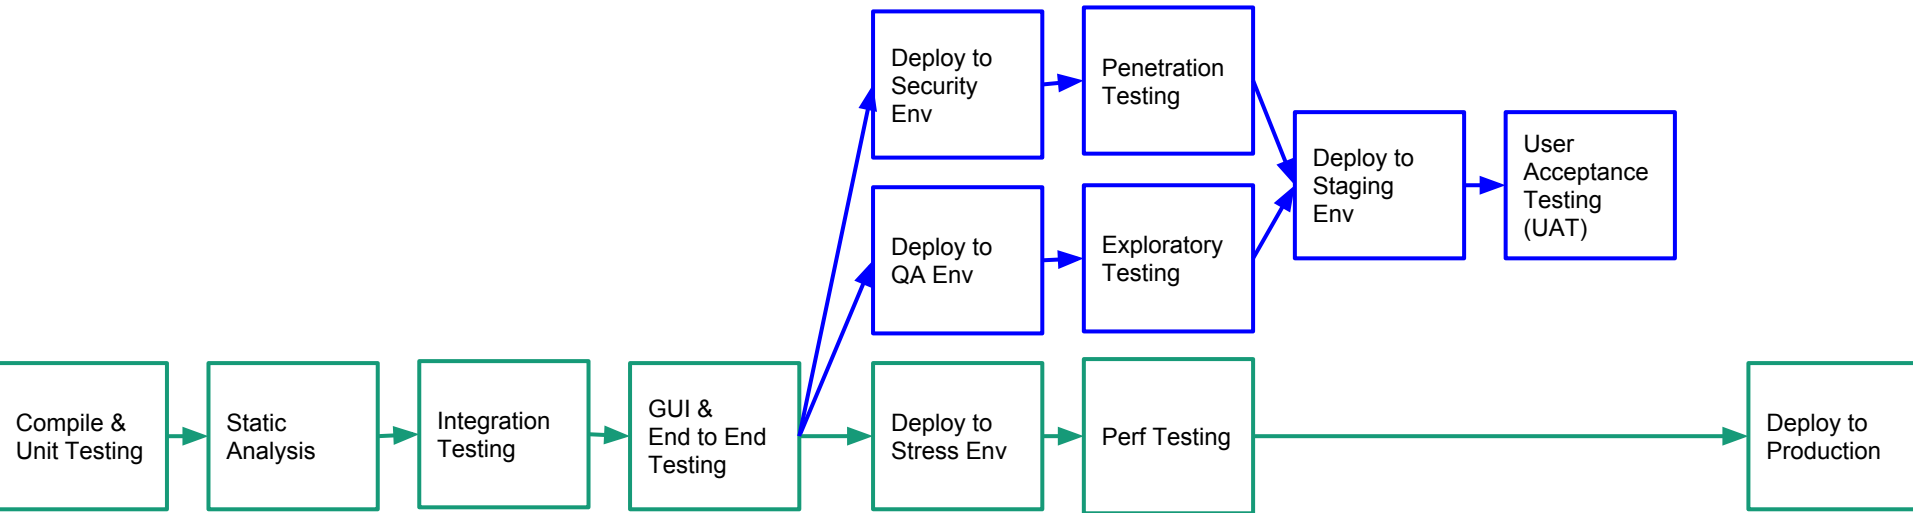 Deploy to
Security
Env
Penetration
Testing
Deploy to
Staging
Env
User
Acceptance
Testing
(UAT)
Deploy to
QA Env
Exploratory
Testing
Compile &
Unit Testing
Static
Analysis
Integration
Testing
GUI &
End to End
Testing
Deploy to
Stress Env
Perf Testing
Deploy to
Production